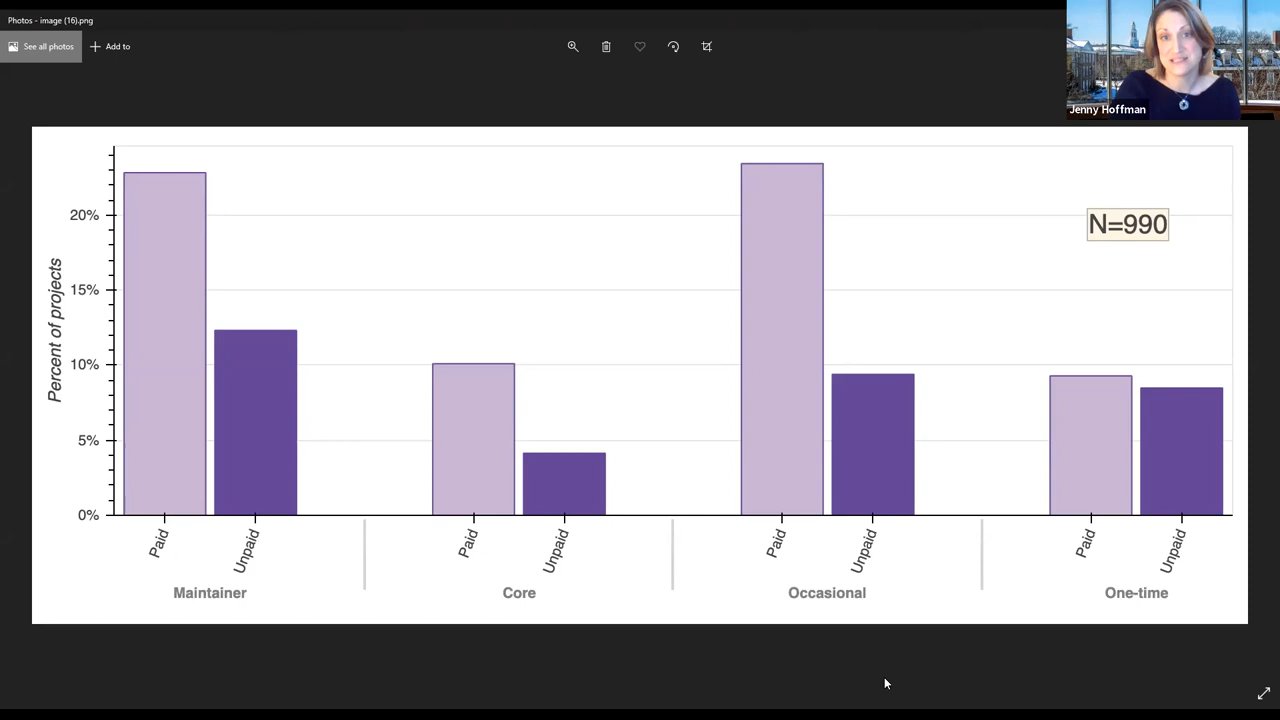 Photos - image (16).png
See all photos
Add to
Jenny Hoffman
N=990
Percent of projects
20%
15%
10%
5%
0%
Paid
Unpaid
Paid
Unpaid
Paid
Unpaid
Paid
Unpaid
Maintainer
Core
Occasional
One-time